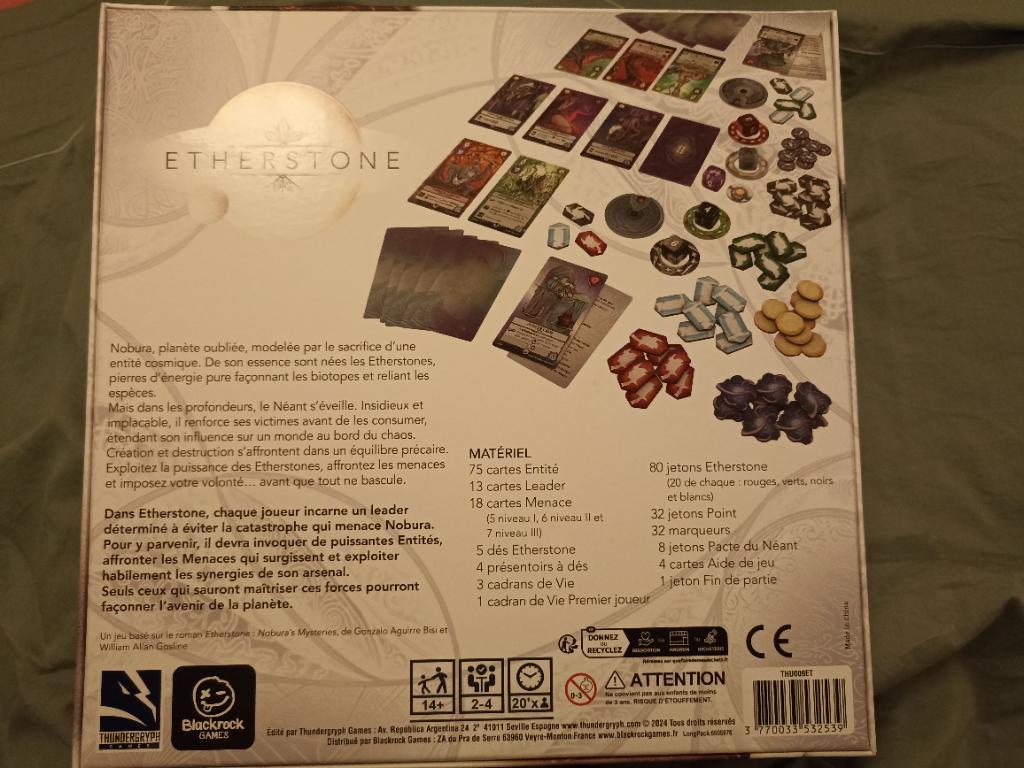 ETHERSTONE
Nobura, planète oubliée, modelée par le sacrifice d'une
entité cosmique. De son essence sont nées les Etherstones,
pierres d'énergie pure façonnant les biotopes et reliant les
espèces.
Mais dans les profondeurs, le Néant s'éveille. Insidieux et
implacable, il renforce ses victimes avant de les consumer,
étendant son influence sur un monde au bord du chaos.
Création et destruction s'affrontent dans un équilibre précaire.
Exploitez la puissance des Etherstones, affrontez les menaces
et imposez votre volonté... avant que tout ne bascule.
Dans Etherstone, chaque joueur incarne un leader
déterminé à éviter la catastrophe qui menace Nobura.
Pour y parvenir, il devra invoquer de puissantes Entités,
affronter les Menaces qui surgissent et exploiter
habilement les synergies de son arsenal.
Seuls ceux qui sauront maîtriser ces forces pourront
façonner l'avenir de la planète.
Un jeu basé sur le roman Etherstone : Nobura's Mysteries, de Gonzalo Aguirre Bisi et
William Allan Gosline
MATÉRIEL
75 cartes Entité
13 cartes Leader
18 cartes Menace
(5 niveau I, 6 niveau II et
7 niveau III)
5 dés Etherstone
4 présentoirs à dés
3 cadrans de Vie
1 cadran de Vie Premier joueur
80 jetons Etherstone
(20 de chaque : rouges, verts, noirs
et blancs)
32 jetons Point
32 marqueurs
8 jetons Pacte du Néant
4 cartes Aide de jeu
1 jeton Fin de partie
Made in China
THUNDERGRYPH
GAMES
Blackrock
GAMES
14+
2-4
20'x
DONNEZ
OU
RECYCLEZ
CE
0-3
ATTENTION
Ne convient pas aux enfants de moins
de 3 ans. RISQUE D'ÉTOUFFEMENT.
THU009ET
3 770033 532539
Édité par Thundergryph Games : Av. República Argentina 24 2° 41911 Seville Espagne www.thundergryph.com © 2024 Tous droits réservés
Distribué par Blackrock Games : ZA du Pra de Serre 63960 Veyre-Monton France www.blackrockgames.fr